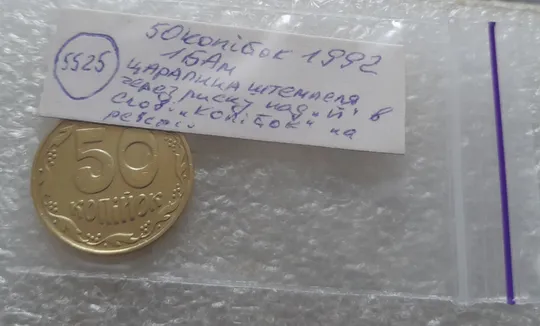 50 копійок 1992
1БАм
5525
царапина штемпеля
через риску над "й" в
слові "копійок" на
реверсі
50
КОПІЙОК